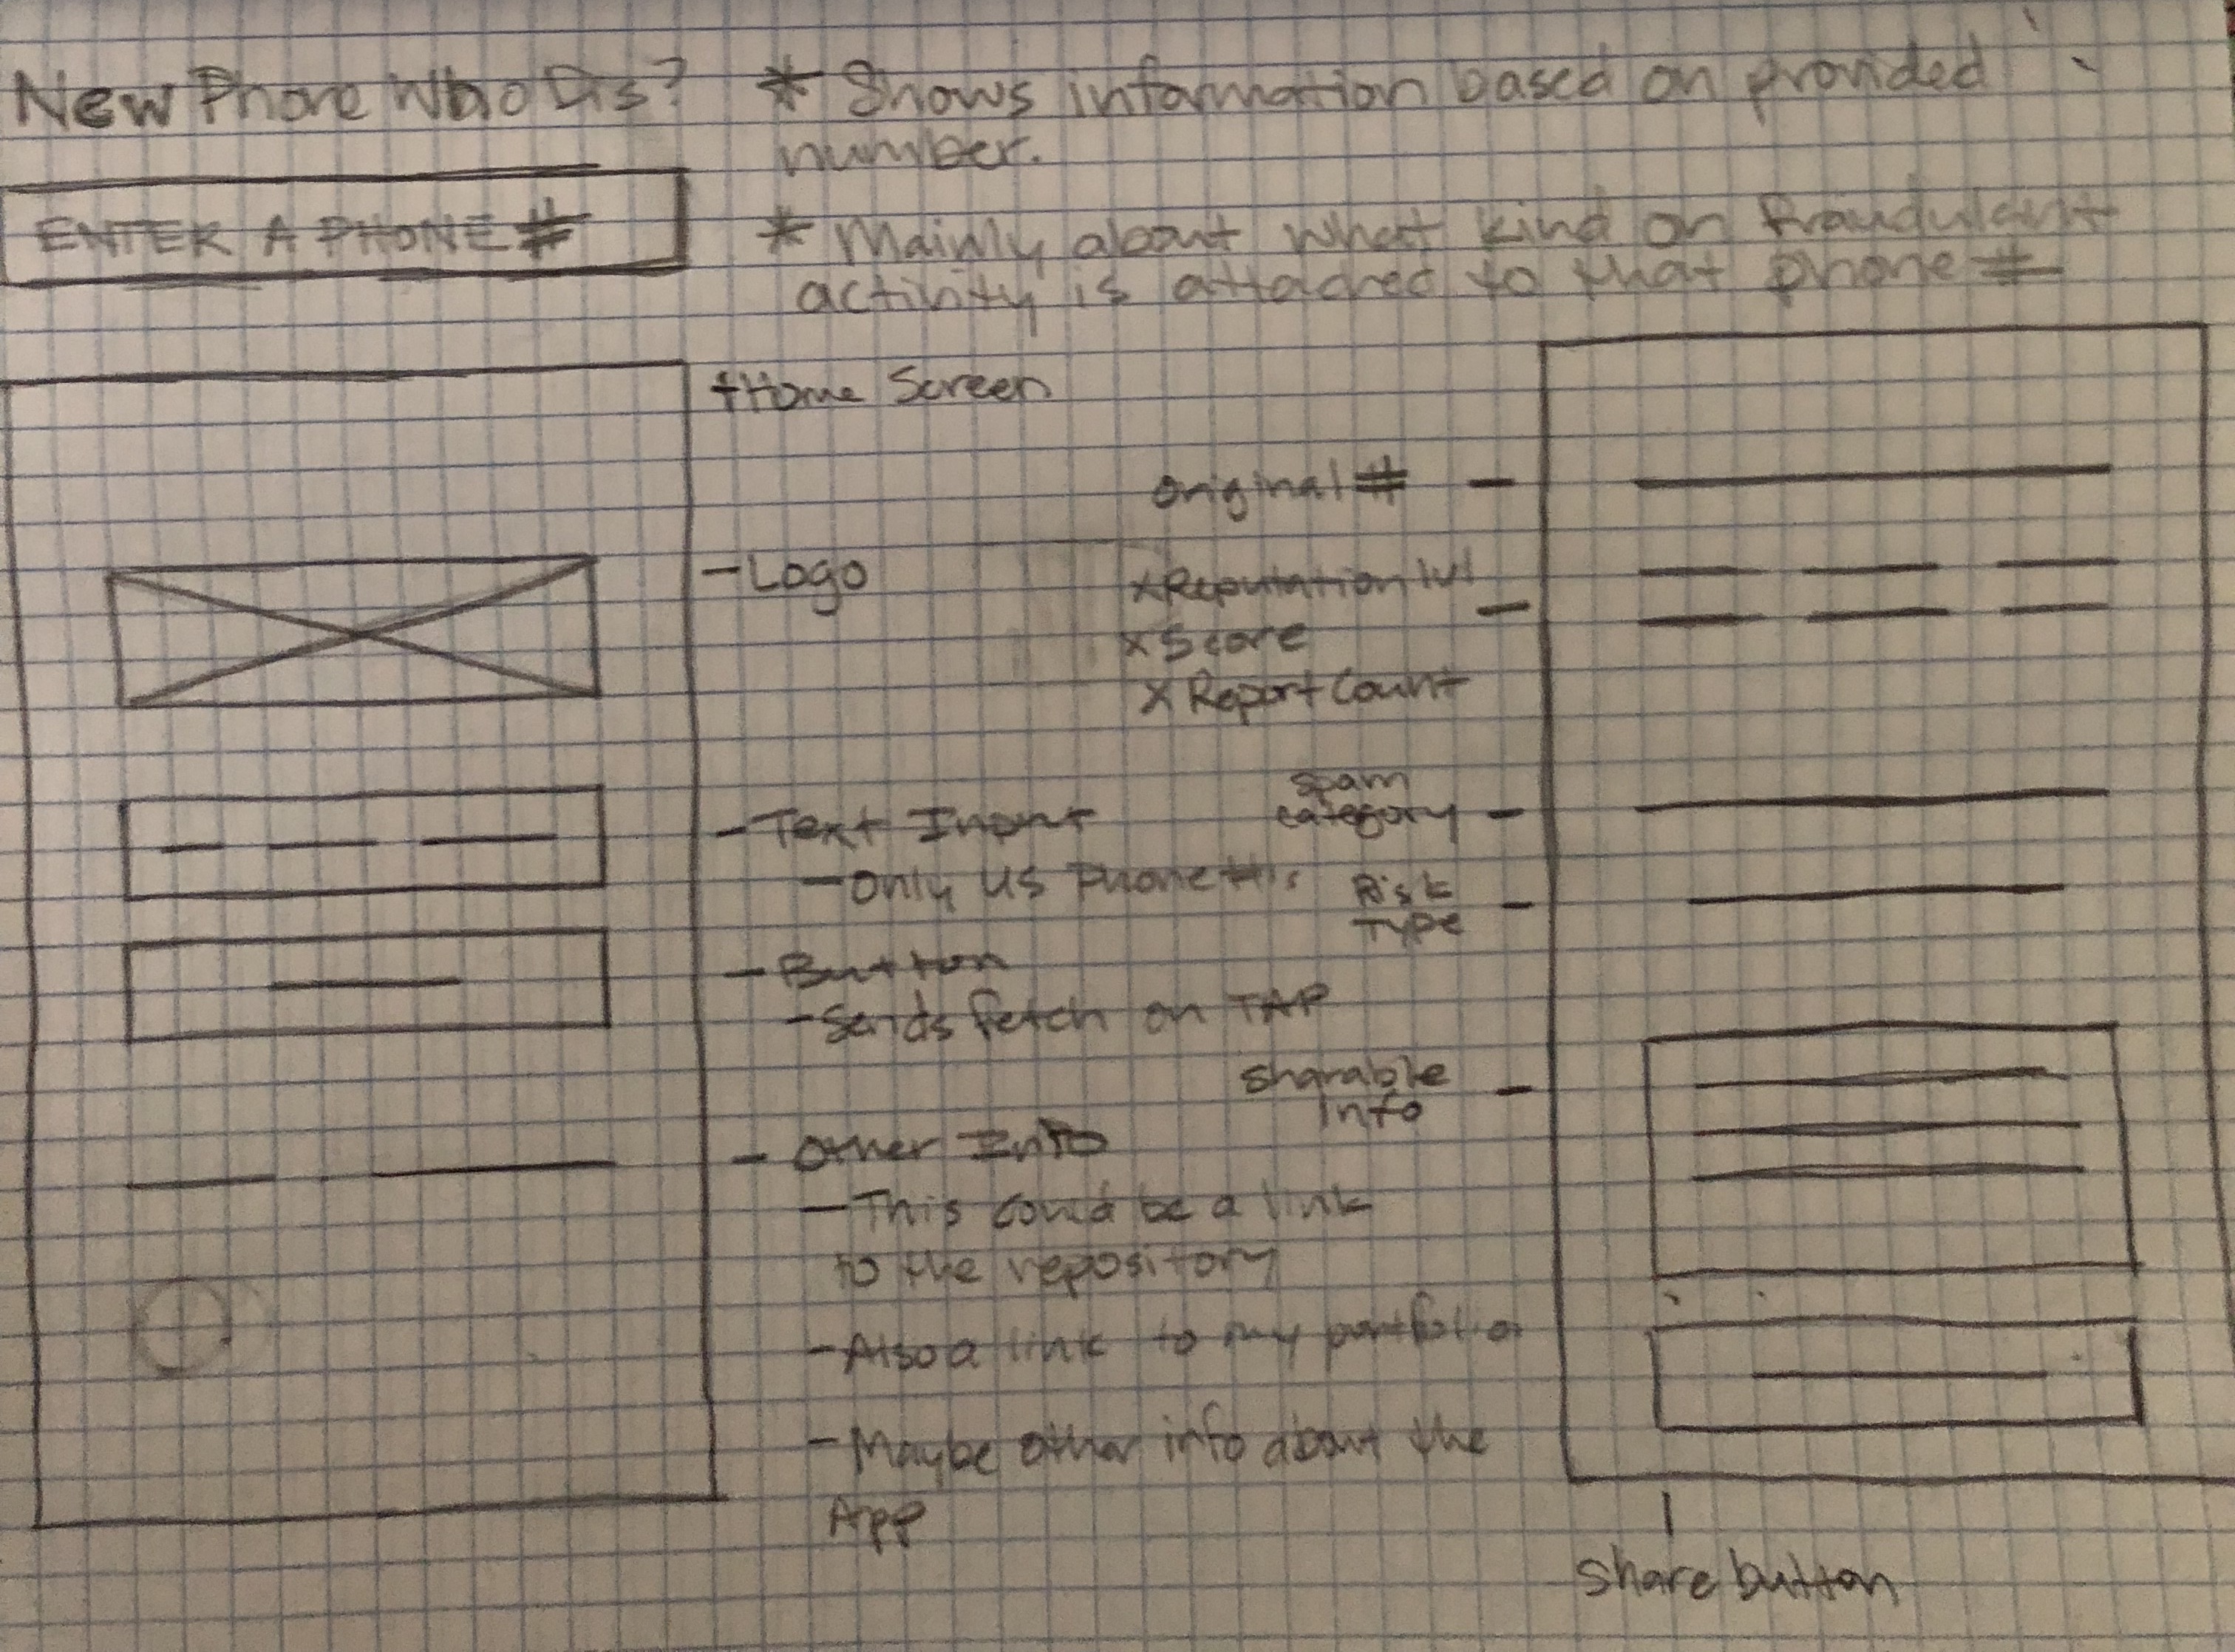 New Phone Who Dis?
ENTER A PHONE #
* Shows information based on provided
number.
* Mainly about what kind on fraudulent
activity is attached to that phone #
Home Screen
- Logo
- Text Input
- Only US Phone #'s
- Button
- Sends fetch on TAP
- Other Info
- This could be a link
to the repository
- Also a link to my portfolio
- Maybe other info about the
App
Original # -
x Reputation lvl
x Score
x Report Count
Spam
category -
Risk
Type -
Sharable
Info -
Share button